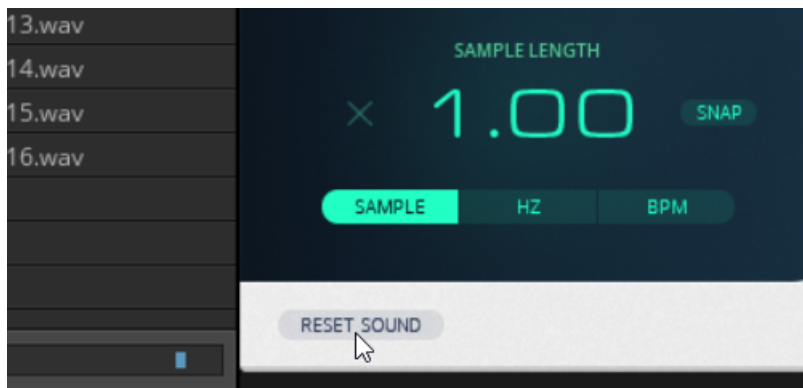 13.wav
14.wav
15.wav
16.wav
SAMPLE LENGTH
× 1.00 SNAP
SAMPLE HZ BPM
RESET SOUND